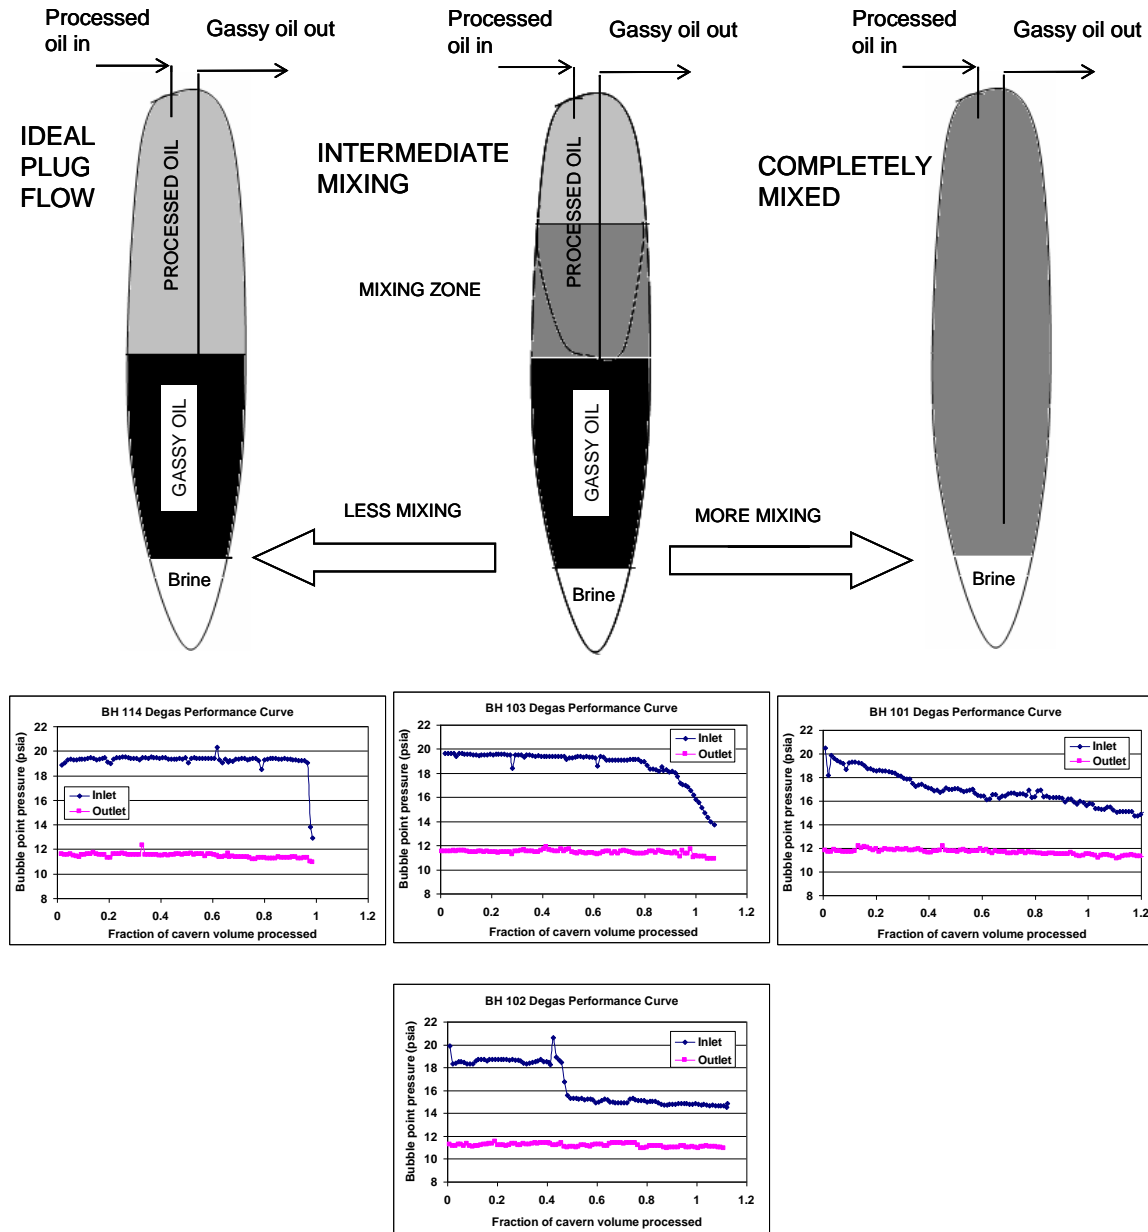 Processed
oil in
Gassy oil out
Processed
oil in
Gassy oil out
Processed
oil in
Gassy oil out
IDEAL
PLUG
FLOW
PROCESSED OIL
GASSY OIL
Brine
INTERMEDIATE
MIXING
PROCESSED OIL
MIXING ZONE
GASSY OIL
Brine
COMPLETELY
MIXED
Brine
LESS MIXING
MORE MIXING
BH 114 Degas Performance Curve
Bubble point pressure (psia)
22
20
18
16
14
12
10
8
Inlet
Outlet
0 0.2 0.4 0.6 0.8 1 1.2
Fraction of cavern volume processed
BH 103 Degas Performance Curve
Bubble point pressure (psia)
22
20
18
16
14
12
10
8
Inlet
Outlet
0 0.2 0.4 0.6 0.8 1 1.2
Fraction of cavern volume processed
BH 101 Degas Performance Curve
Bubble point pressure (psia)
22
20
18
16
14
12
10
8
Inlet
Outlet
0 0.2 0.4 0.6 0.8 1 1.2
Fraction of cavern volume processed
BH 102 Degas Performance Curve
Bubble point pressure (psia)
22
20
18
16
14
12
10
8
Inlet
Outlet
0 0.2 0.4 0.6 0.8 1 1.2
Fraction of cavern volume processed